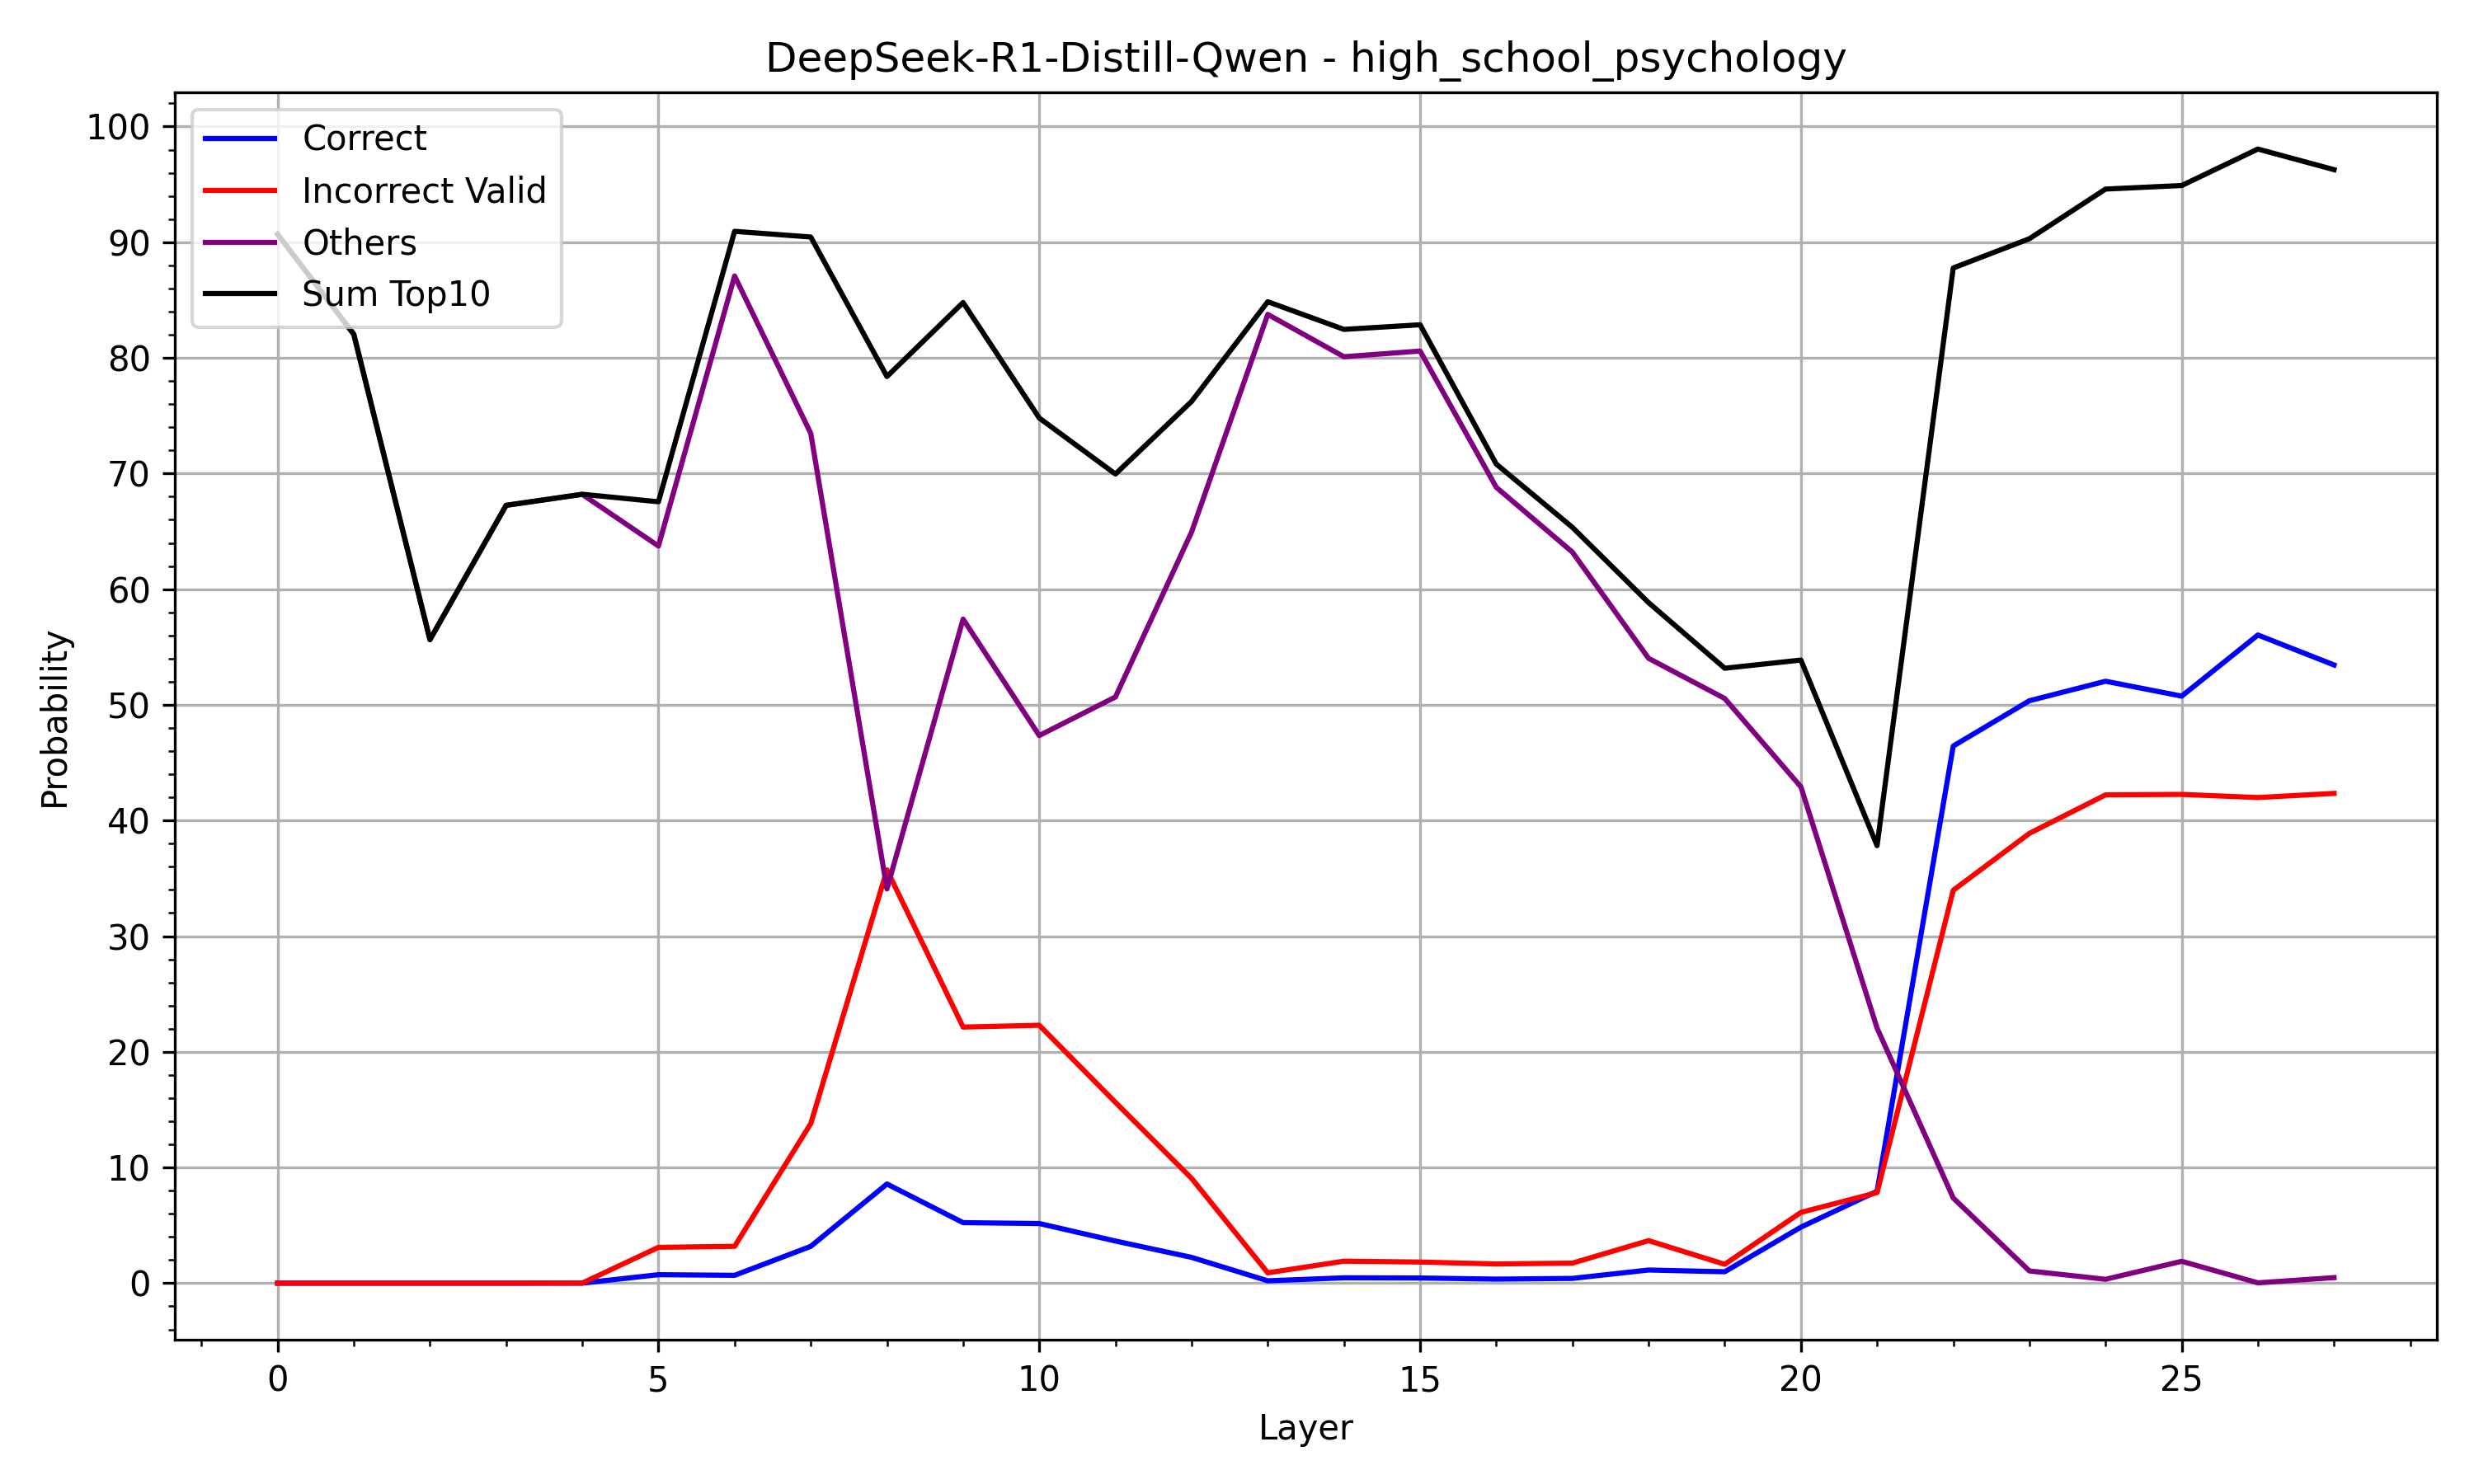 DeepSeek-R1-Distill-Qwen - high_school_psychology
Correct
Incorrect Valid
Others
Sum Top10
Probability
100
90
80
70
60
50
40
30
20
10
0
0 5 10 15 20 25
Layer